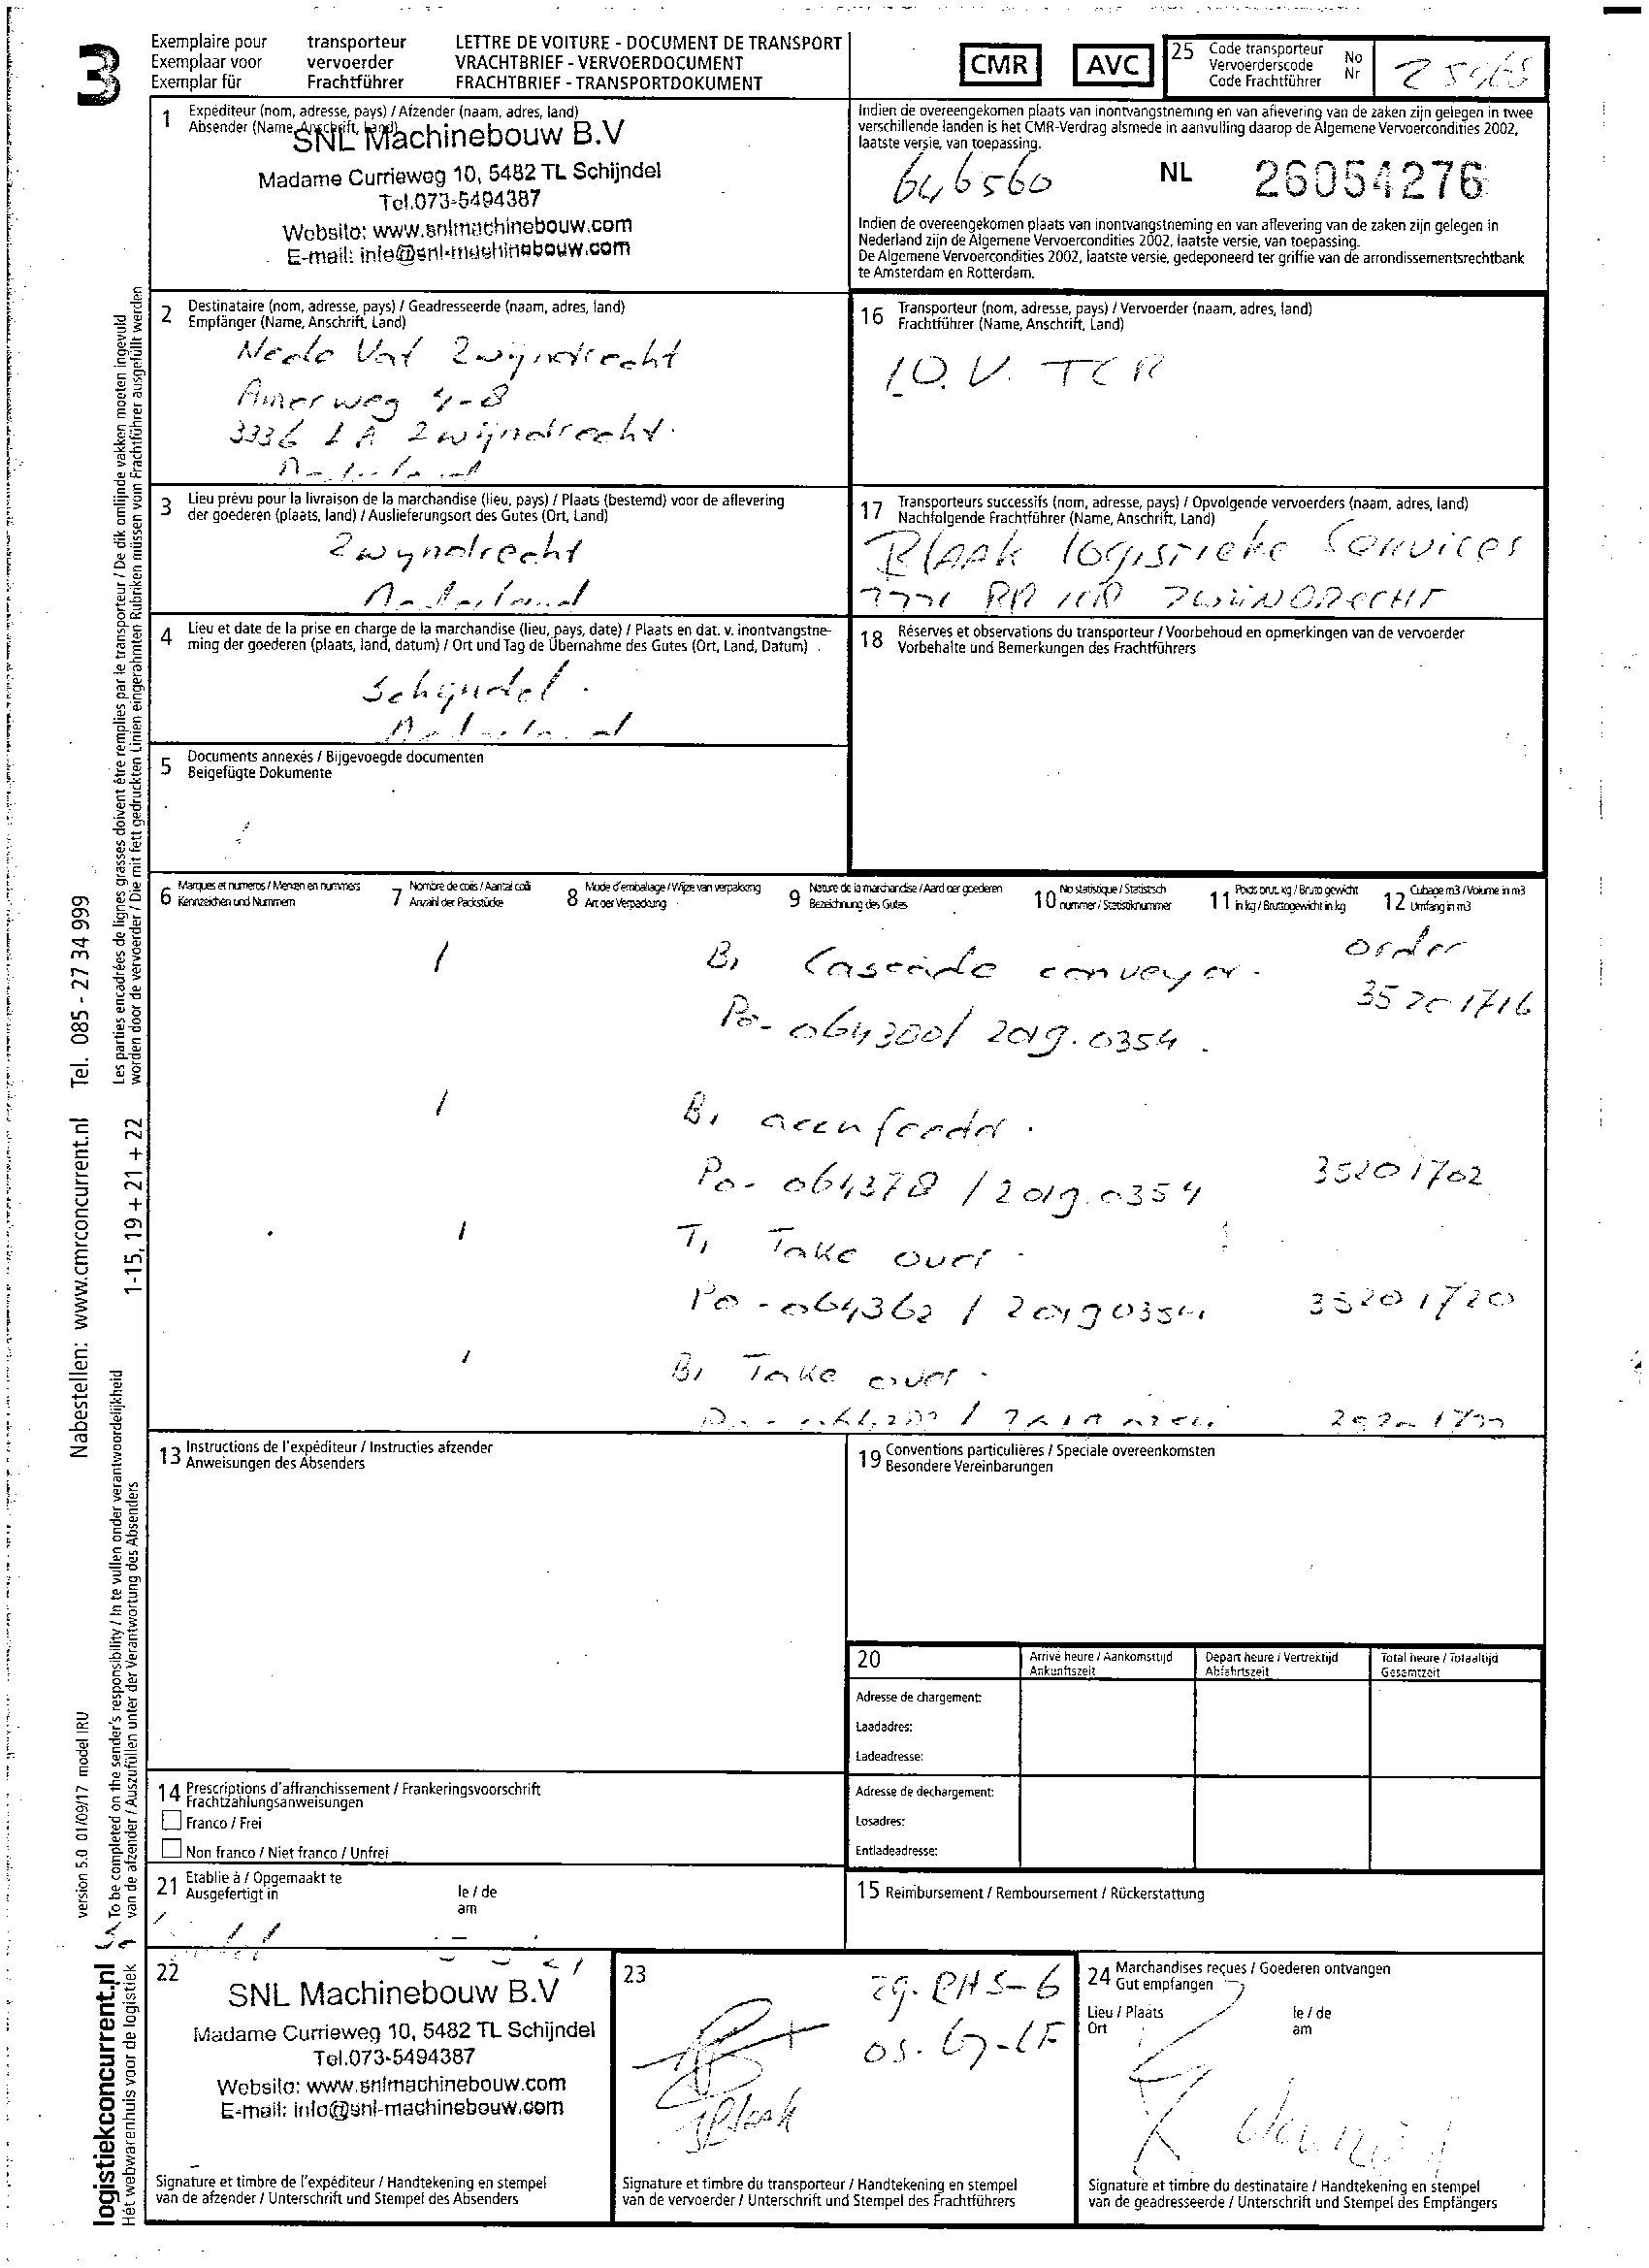 3
Exemplaire pour transporteur LETTRE DE VOITURE - DOCUMENT DE TRANSPORT
Exemplaar voor vervoerder VRACHTBRIEF - VERVOERDOCUMENT
Exemplar für Frachtführer FRACHTBRIEF - TRANSPORTDOKUMENT
CMR AVC
25 Code transporteur No
Vervoerderscode Nr
Code Frachtführer
1 Expéditeur (nom, adresse, pays) / Afzender (naam, adres, land)
Absender (Name, Anschrift, Land)
SNL Machinebouw B.V
Madame Currieweg 10, 5482 TL Schijndel
Tel.073-5494387
Website: www.snlmachinebouw.com
E-mail: info@snl-machinebouw.com
Indien de overeengekomen plaats van inontvangstneming en van aflevering van de zaken zijn gelegen in twee
verschillende landen is het CMR-Verdrag alsmede in aanvulling daarop de Algemene Vervoercondities 2002,
laatste versie, van toepassing.
646560 NL 26054276
Indien de overeengekomen plaats van inontvangstneming en van aflevering van de zaken zijn gelegen in
Nederland zijn de Algemene Vervoercondities 2002, laatste versie, van toepassing.
De Algemene Vervoercondities 2002, laatste versie, gedeponeerd ter griffie van de arrondissementsrechtbank
te Amsterdam en Rotterdam.
2 Destinataire (nom, adresse, pays) / Geadresseerde (naam, adres, land)
Empfänger (Name, Anschrift, Land)
Nedo Vat Zwijndrecht
Amerweg 4-8
3336 LA Zwijndrecht.
Nederland
16 Transporteur (nom, adresse, pays) / Vervoerder (naam, adres, land)
Frachtführer (Name, Anschrift, Land)
I.O.V. TCR
3 Lieu prévu pour la livraison de la marchandise (lieu, pays) / Plaats (bestemd) voor de aflevering
der goederen (plaats, land) / Auslieferungsort des Gutes (Ort, Land)
Zwyndrecht
Nederland
17 Transporteurs successifs (nom, adresse, pays) / Opvolgende vervoerders (naam, adres, land)
Nachfolgende Frachtführer (Name, Anschrift, Land)
Blaak logistieke Services
ZWIJNDRECHT
4 Lieu et date de la prise en charge de la marchandise (lieu, pays, date) / Plaats en dat. v. inontvangstne-
ming der goederen (plaats, land, datum) / Ort und Tag de Übernahme des Gutes (Ort, Land, Datum)
Schijndel.
Nederland
18 Réserves et observations du transporteur / Voorbehoud en opmerkingen van de vervoerder
Vorbehalte und Bemerkungen des Frachtführers
5 Documents annexés / Bijgevoegde documenten
Beigefügte Dokumente
6 Marques et numeros / Merken en nummers
Kennzeichen und Nummern
7 Nombre de colis / Aantal colli
Anzahl der Packstücke
8 Mode d'emballage / Wijze van verpakking
Art der Verpackung
9 Nature de la marchandise / Aard der goederen
Bezeichnung des Gutes
10 No statistique / Statistisch
nummer / Statistiknummer
11 Poids brut, kg / Bruto gewicht
in kg / Bruttogewicht in kg
12 Cubage m3 / Volume in m3
Umfang in m3
1 B, Cascade conveyor. order
35201716
Po-064300/2019.0354.
1 B,
Po-064378/2019.0354 35201702
1 T, Take over.
Po-064362/20190354 35201720
1 B, Take over.
13 Instructions de l'expéditeur / Instructies afzender
Anweisungen des Absenders
19 Conventions particulières / Speciale overeenkomsten
Besondere Vereinbarungen
20 Arrivé heure / Aankomsttijd Depart heure / Vertrektijd Total heure / Totaaltijd
Ankunftszeit Abfahrtszeit Gesamtzeit
Adresse de chargement:
Laadadres:
Ladeadresse:
Adresse de dechargement:
Losadres:
Entladeadresse:
14 Prescriptions d'affranchissement / Frankeringsvoorschrift
Frachtzahlungsanweisungen
Franco / Frei
Non franco / Niet franco / Unfrei
21 Etablie à / Opgemaakt te le / de
Ausgefertigt in am
15 Reimbursement / Remboursement / Rückerstattung
22
SNL Machinebouw B.V
Madame Currieweg 10, 5482 TL Schijndel
Tel.073-5494387
Website: www.snlmachinebouw.com
E-mail: info@snl-machinebouw.com
Signature et timbre de l'expéditeur / Handtekening en stempel
van de afzender / Unterschrift und Stempel des Absenders
23
Signature et timbre du transporteur / Handtekening en stempel
van de vervoerder / Unterschrift und Stempel des Frachtführers
24 Marchandises reçues / Goederen ontvangen
Gut empfangen
Lieu / Plaats le / de
Ort am
Signature et timbre du destinataire / Handtekening en stempel
van de geadresseerde / Unterschrift und Stempel des Empfängers
Les parties encadrées de lignes grasses doivent être remplies par le transporteur / De dik omlijnde vakken moeten ingevuld
worden door de vervoerder / Die mit fett gedruckten Linien eingerahmten Rubriken müssen vom Frachtführer ausgefüllt werden
Nabestellen: www.cmrconcurrent.nl Tel. 085 - 27 34 999
1-15, 19 + 21 + 22
To be completed on the sender's responsibility / In te vullen onder verantwoordelijkheid
van de afzender / Auszufüllen unter der Verantwortung des Absenders
version 5.0 01/09/17 model IRU
logistiekconcurrent.nl
Hét webwarenhuis voor de logistiek